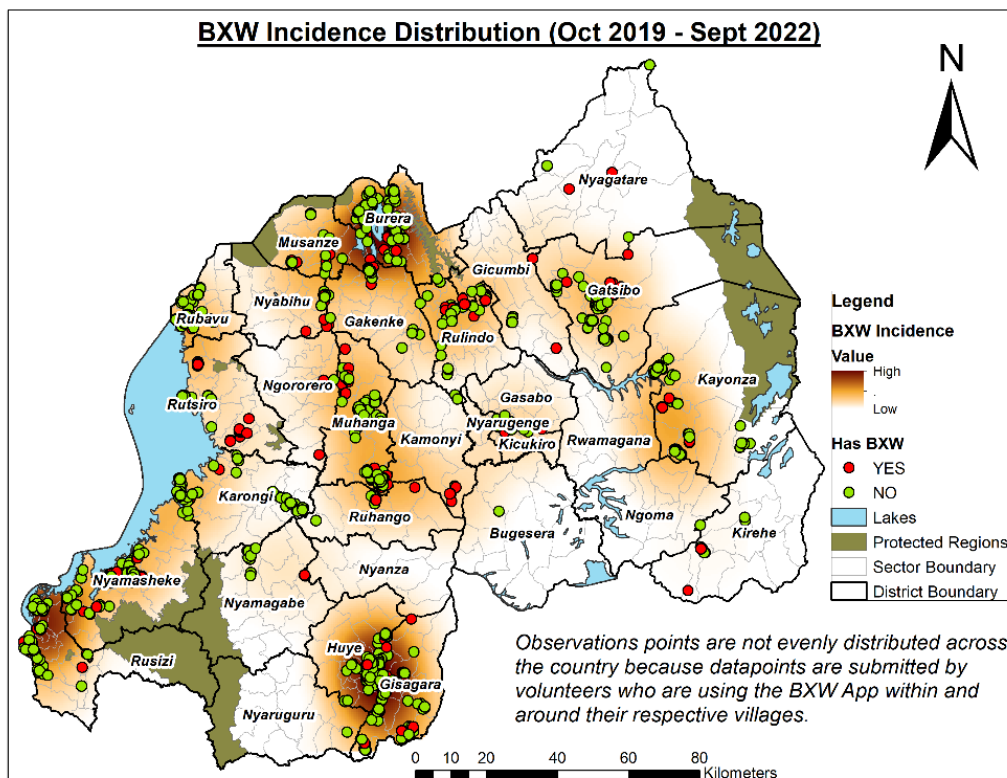 BXW Incidence Distribution (Oct 2019 - Sept 2022)
N
Nyagatare
Burera
Musanze
Gicumbi
Gatsibo
Nyabihu
Rubavu
Gakenke
Rulindo
Kayonza
Ngororero
Gasabo
Rutsiro
Muhanga
Nyarugenge
Kamonyi
Kicukiro
Rwamagana
Karongi
Ruhango
Ngoma
Kirehe
Bugesera
Nyamasheke
Nyanza
Nyamagabe
Huye
Rusizi
Gisagara
Nyaruguru
Legend
BXW Incidence
Value
High
Low
Has BXW
YES
NO
Lakes
Protected Regions
Sector Boundary
District Boundary
Observations points are not evenly distributed across
the country because datapoints are submitted by
volunteers who are using the BXW App within and
around their respective villages.
0 10 20 40 60 80
Kilometers